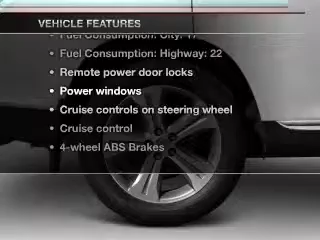 VEHICLE FEATURES
• Fuel Consumption: City: 17
• Fuel Consumption: Highway: 22
• Remote power door locks
• Power windows
• Cruise controls on steering wheel
• Cruise control
• 4-wheel ABS Brakes